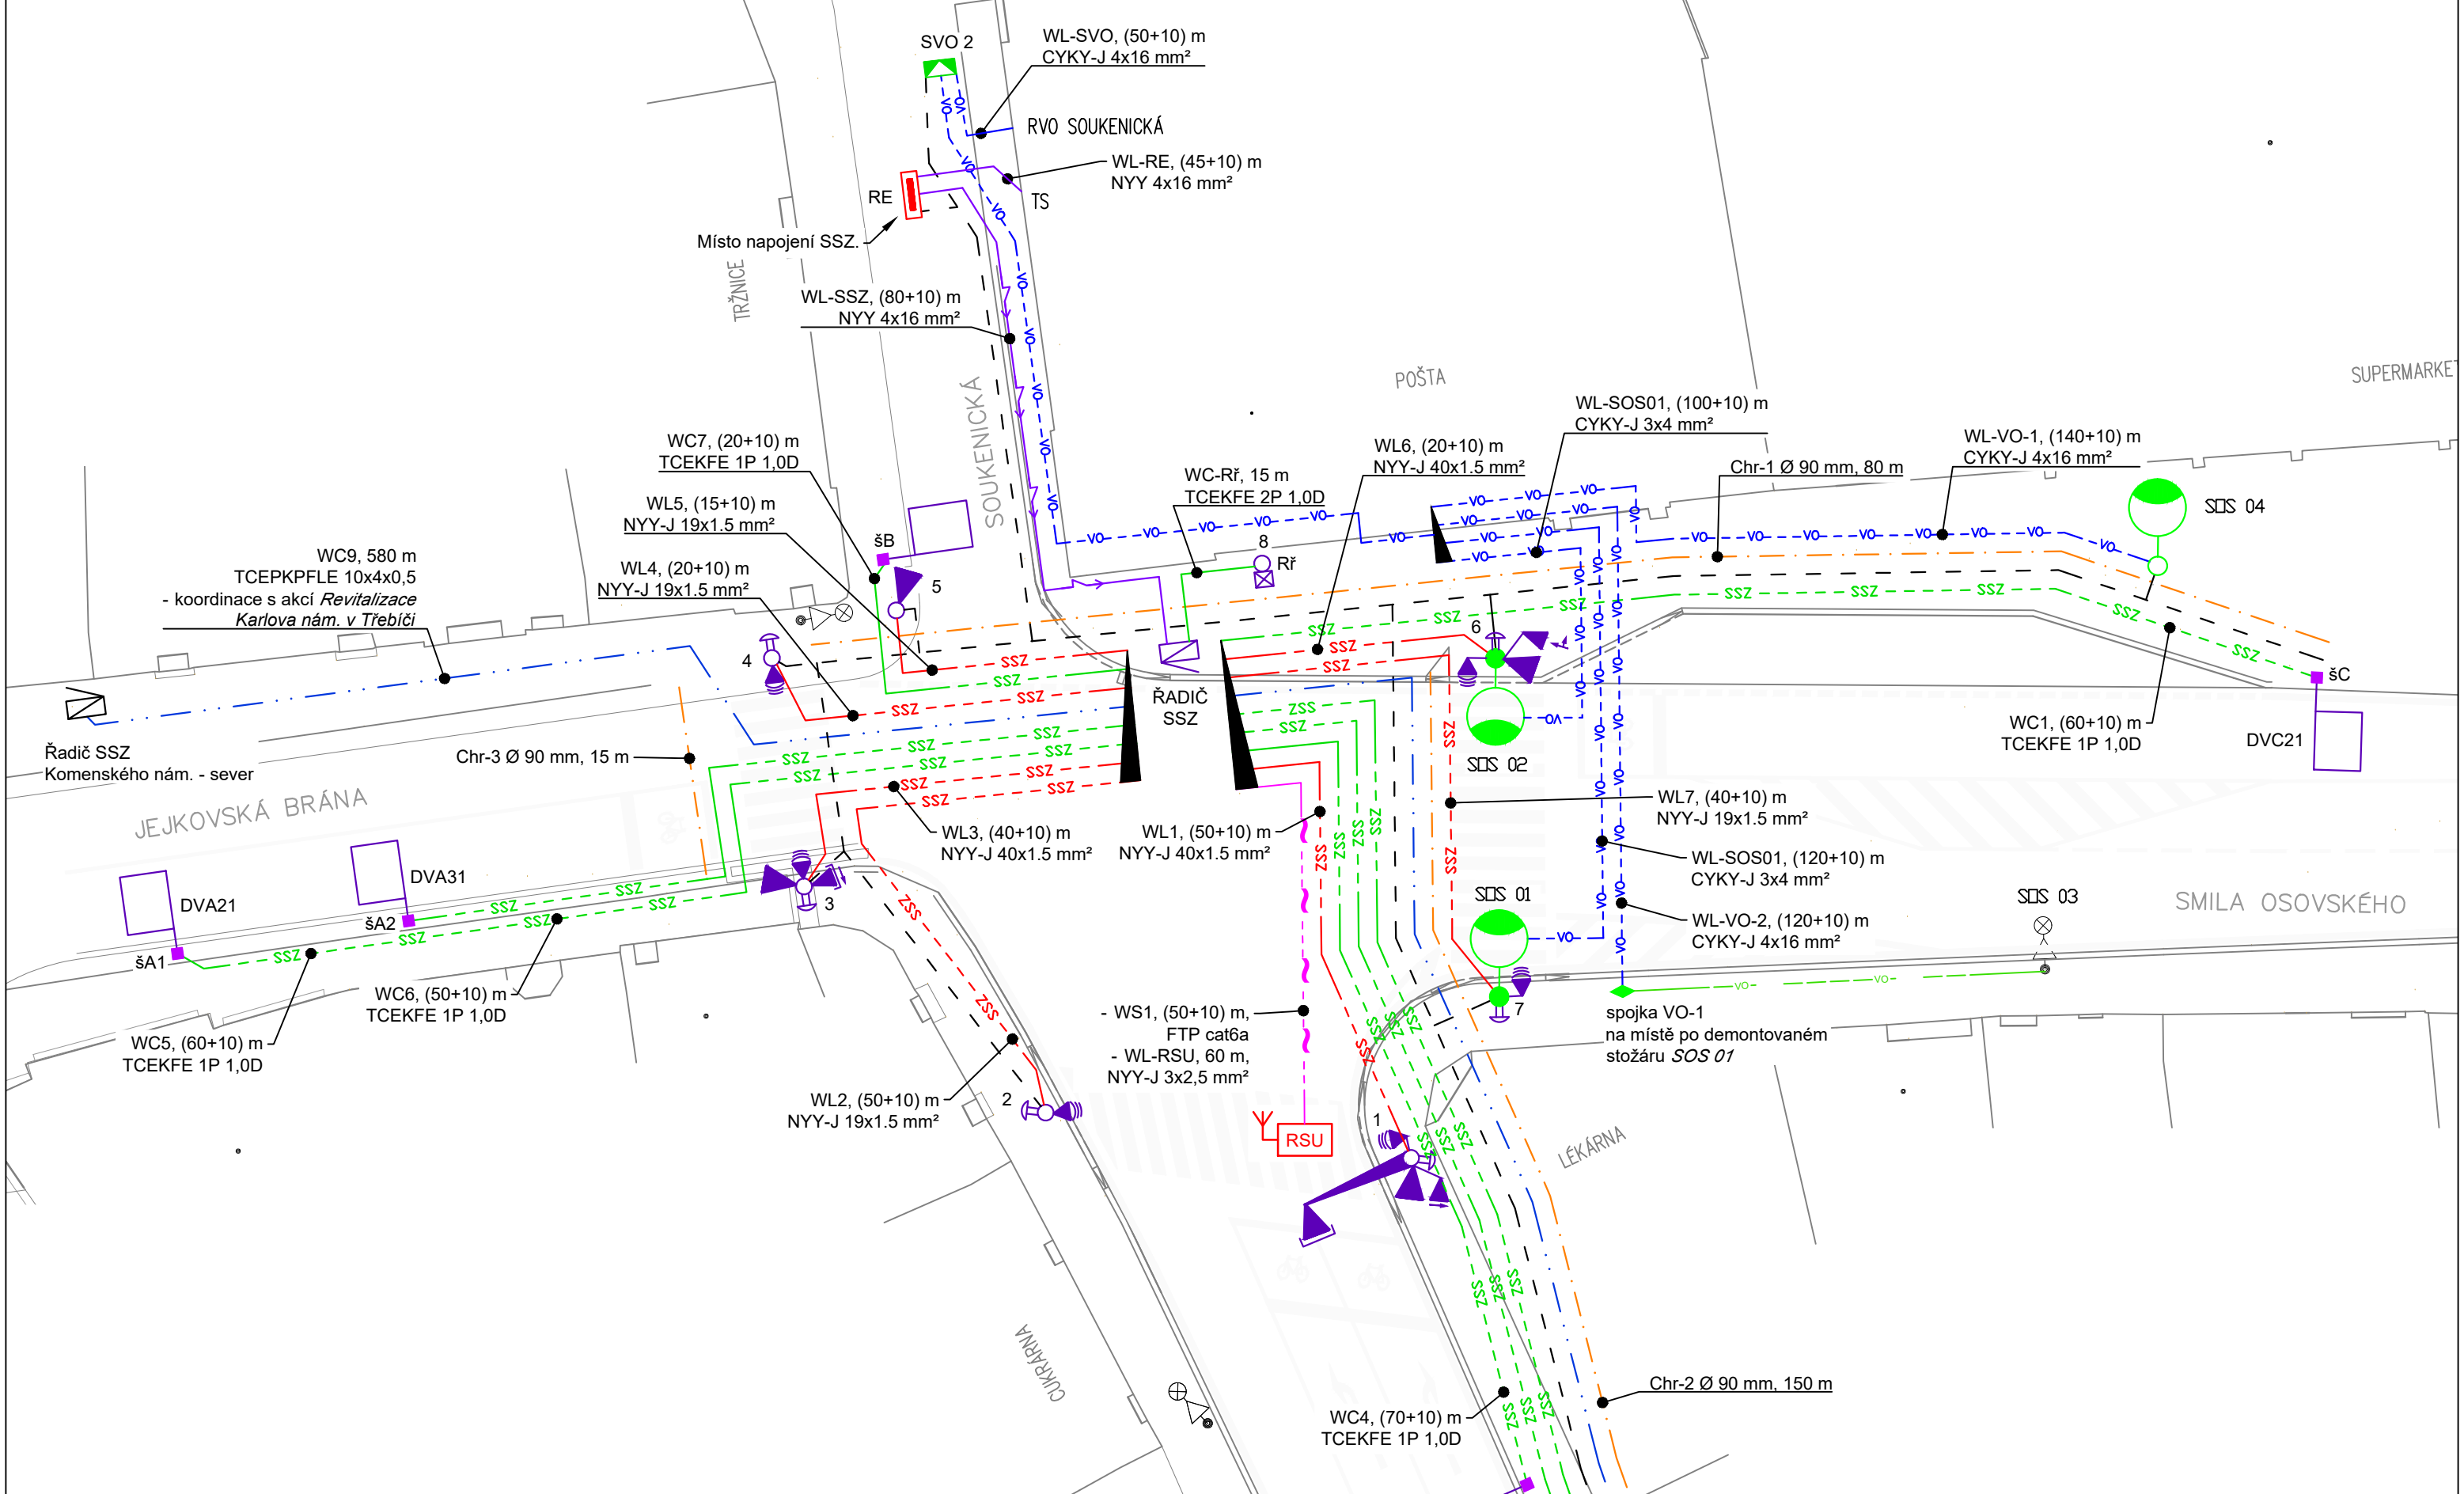 SVO 2
WL-SVO, (50+10) m
CYKY-J 4x16 mm²
RVO SOUKENICKÁ
WL-RE, (45+10) m
NYY 4x16 mm²
RE
TS
Místo napojení SSZ.
TRŽNICE
WL-SSZ, (80+10) m
NYY 4x16 mm²
SOUKENICKÁ
POŠTA
SUPERMARKE
WL-SOS01, (100+10) m
CYKY-J 3x4 mm²
WL-VO-1, (140+10) m
CYKY-J 4x16 mm²
WC7, (20+10) m
TCEKFE 1P 1,0D
WL6, (20+10) m
NYY-J 40x1.5 mm²
WC-Rř, 15 m
TCEKFE 2P 1,0D
Chr-1 Ø 90 mm, 80 m
WL5, (15+10) m
NYY-J 19x1.5 mm²
SOS 04
šB
8
Rř
WC9, 580 m
TCEPKPFLE 10x4x0,5
- koordinace s akcí Revitalizace
Karlova nám. v Třebíči
WL4, (20+10) m
NYY-J 19x1.5 mm²
5
4
6
šC
ŘADIČ
SSZ
Řadič SSZ
Komenského nám. - sever
Chr-3 Ø 90 mm, 15 m
SOS 02
WC1, (60+10) m
TCEKFE 1P 1,0D
DVC21
JEJKOVSKÁ BRÁNA
WL3, (40+10) m
NYY-J 40x1.5 mm²
WL1, (50+10) m
NYY-J 40x1.5 mm²
WL7, (40+10) m
NYY-J 19x1.5 mm²
WL-SOS01, (120+10) m
CYKY-J 3x4 mm²
DVA31
DVA21
3
SOS 01
SOS 03
SMILA OSOVSKÉHO
WL-VO-2, (120+10) m
CYKY-J 4x16 mm²
šA2
šA1
WC6, (50+10) m
TCEKFE 1P 1,0D
7
- WS1, (50+10) m,
FTP cat6a
- WL-RSU, 60 m,
NYY-J 3x2,5 mm²
spojka VO-1
na místě po demontovaném
stožáru SOS 01
WC5, (60+10) m
TCEKFE 1P 1,0D
WL2, (50+10) m
NYY-J 19x1.5 mm²
2
1
RSU
LÉKÁRNA
CUKRÁRNA
Chr-2 Ø 90 mm, 150 m
WC4, (70+10) m
TCEKFE 1P 1,0D